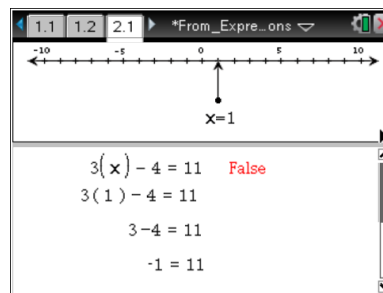 1.1 1.2 2.1 *From_Expre...ons
-10 -5 0 5 10
x=1
3(x)-4 = 11 False
3(1)-4 = 11
3-4 = 11
-1 = 11